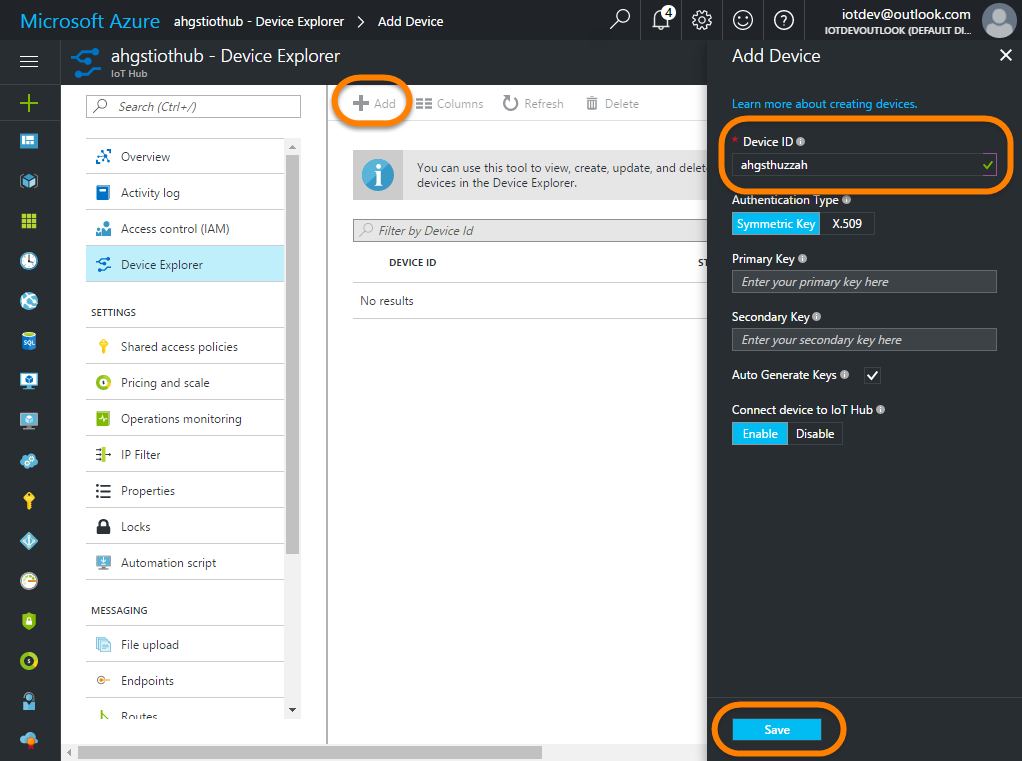 Microsoft Azure ahgstiothub - Device Explorer > Add Device
4
iotdev@outlook.com
IOTDEVOUTLOOK (DEFAULT DI...
ahgstiothub - Device Explorer
IoT Hub
Search (Ctrl+/)
Overview
Activity log
Access control (IAM)
Device Explorer
SETTINGS
Shared access policies
Pricing and scale
Operations monitoring
IP Filter
Properties
Locks
Automation script
MESSAGING
File upload
Endpoints
Routes
Add
Columns
Refresh
Delete
You can use this tool to view, create, update, and delete
devices in the Device Explorer.
Filter by Device Id
DEVICE ID ST
No results
Add Device
Learn more about creating devices.
* Device ID
ahgsthuzzah
Authentication Type
Symmetric Key X.509
Primary Key
Enter your primary key here
Secondary Key
Enter your secondary key here
Auto Generate Keys
Connect device to IoT Hub
Enable Disable
Save
SQL